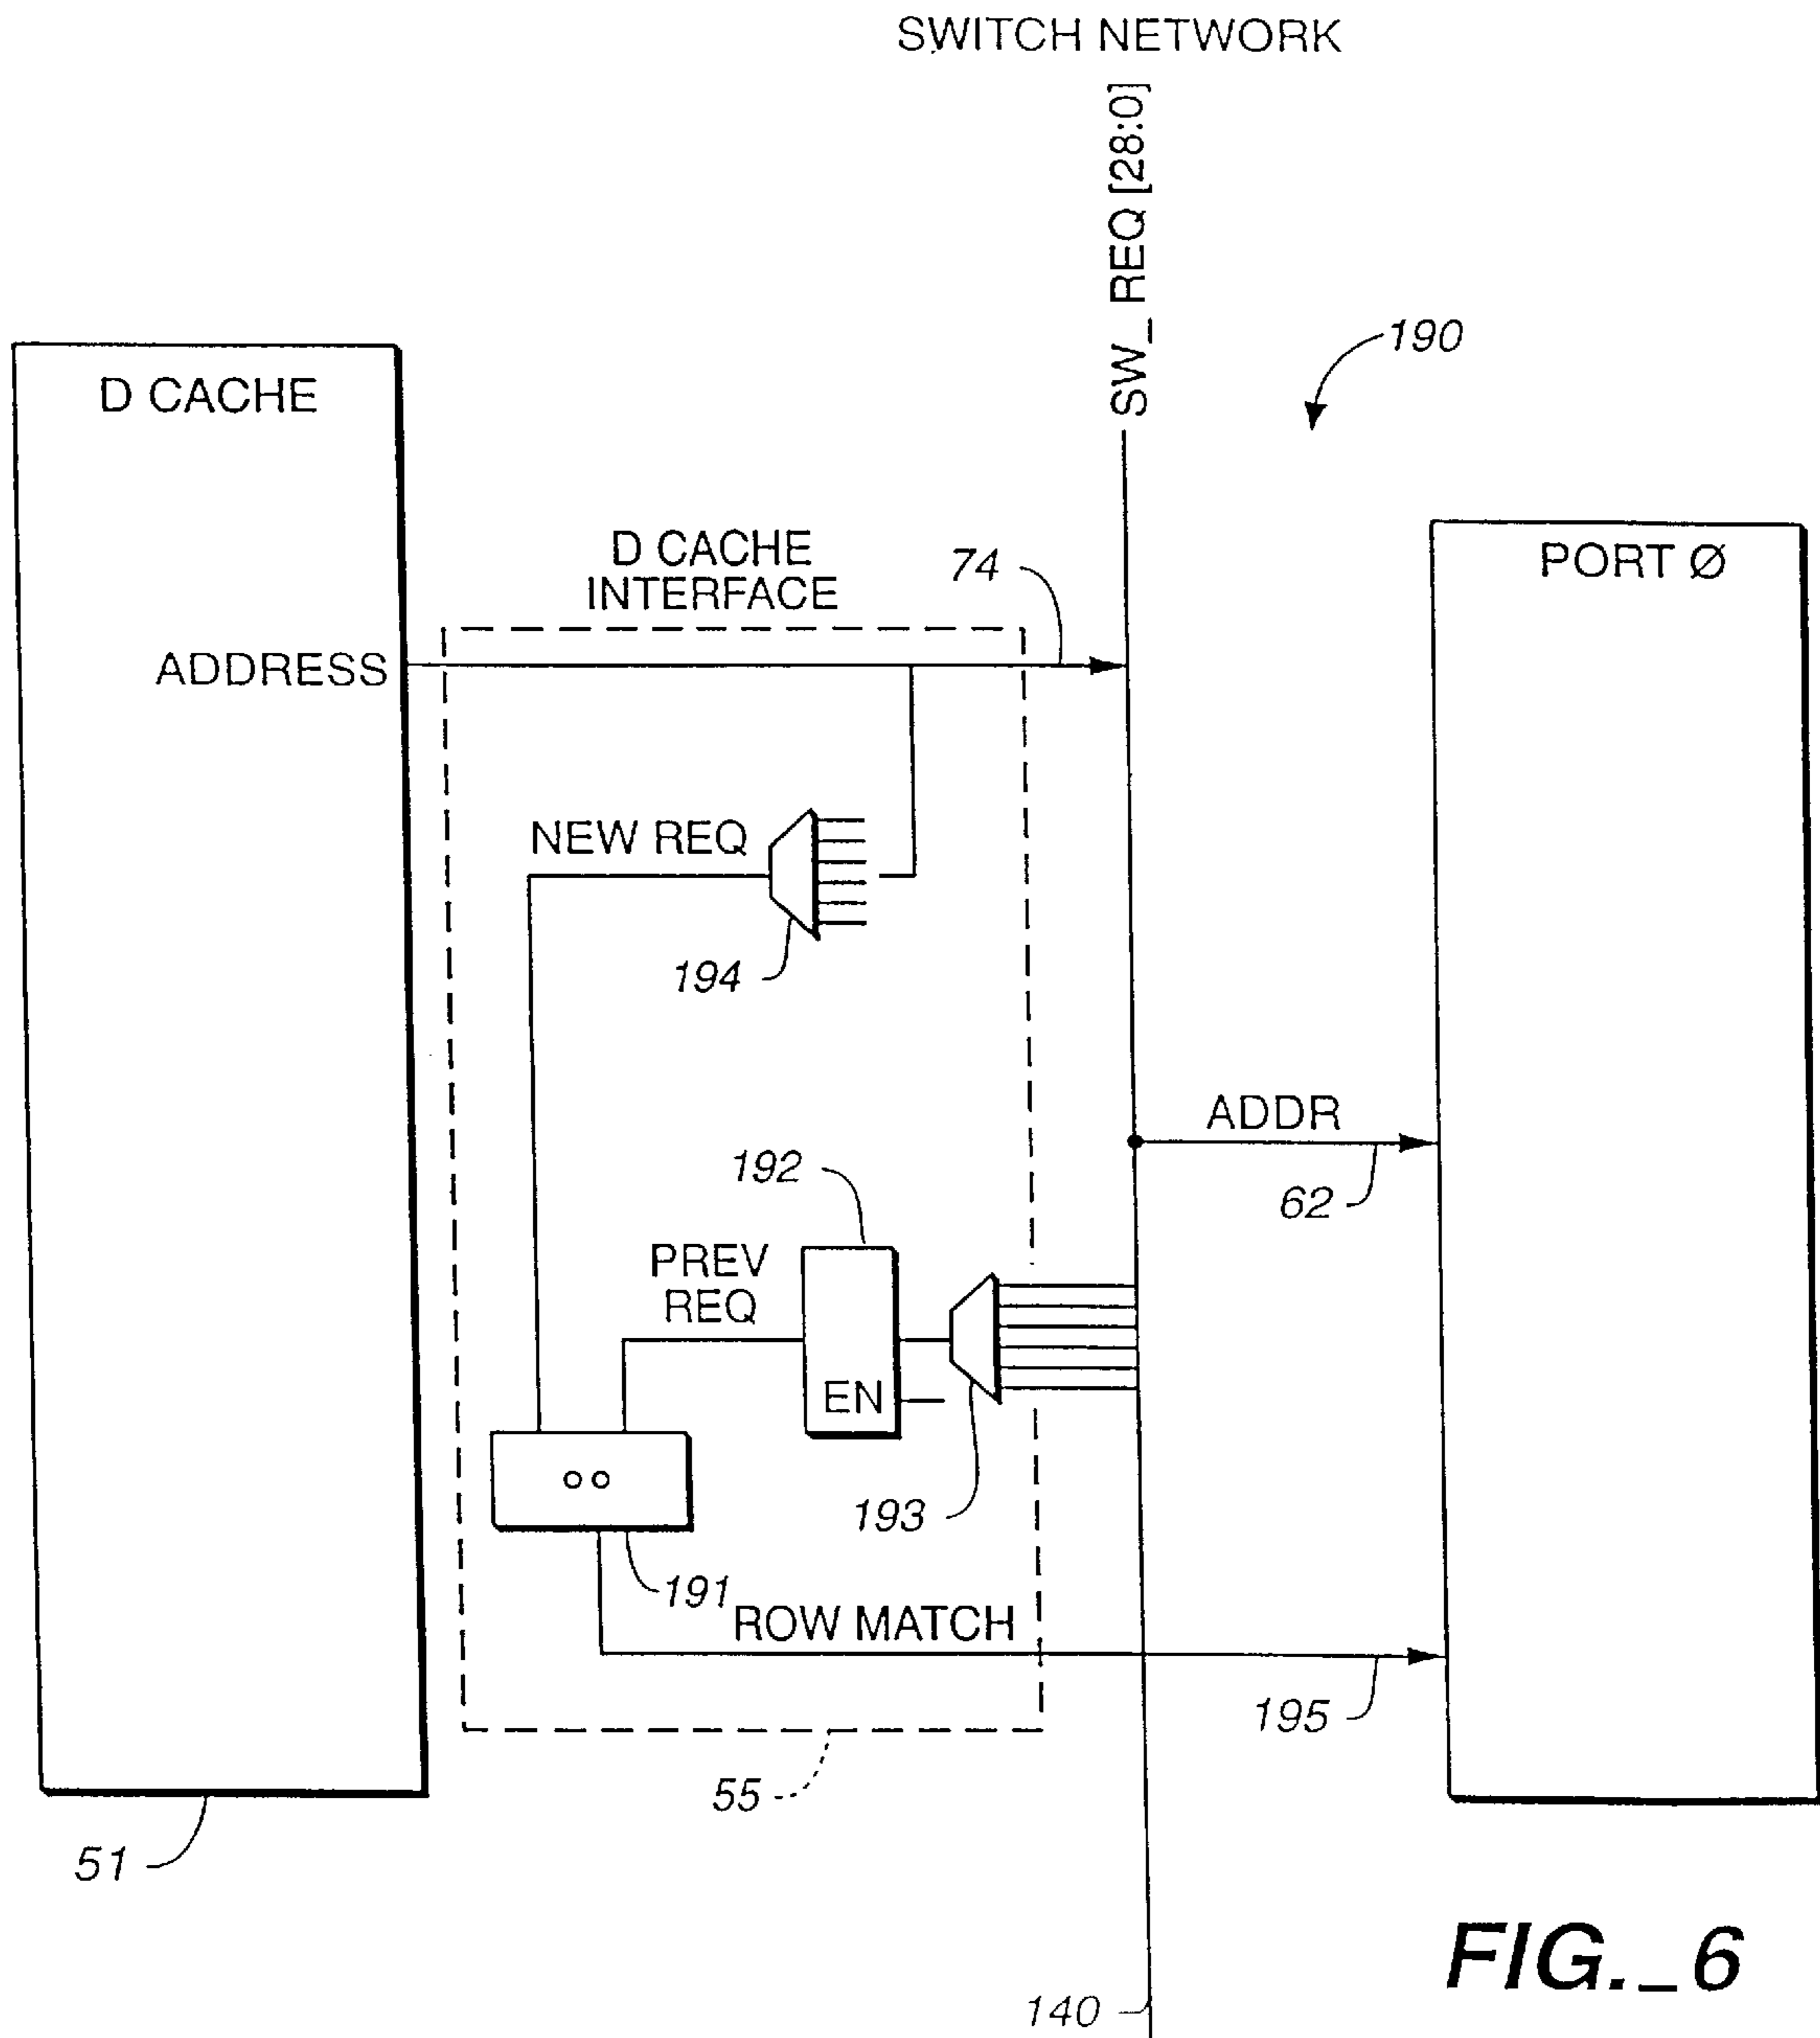 SWITCH NETWORK
SW_REQ [28:0]
190
D CACHE
PORT Ø
D CACHE
INTERFACE
74
ADDRESS
NEW REQ
194
ADDR
62
192
PREV
REQ
EN
193
191
ROW MATCH
195
55
51
140
FIG._6